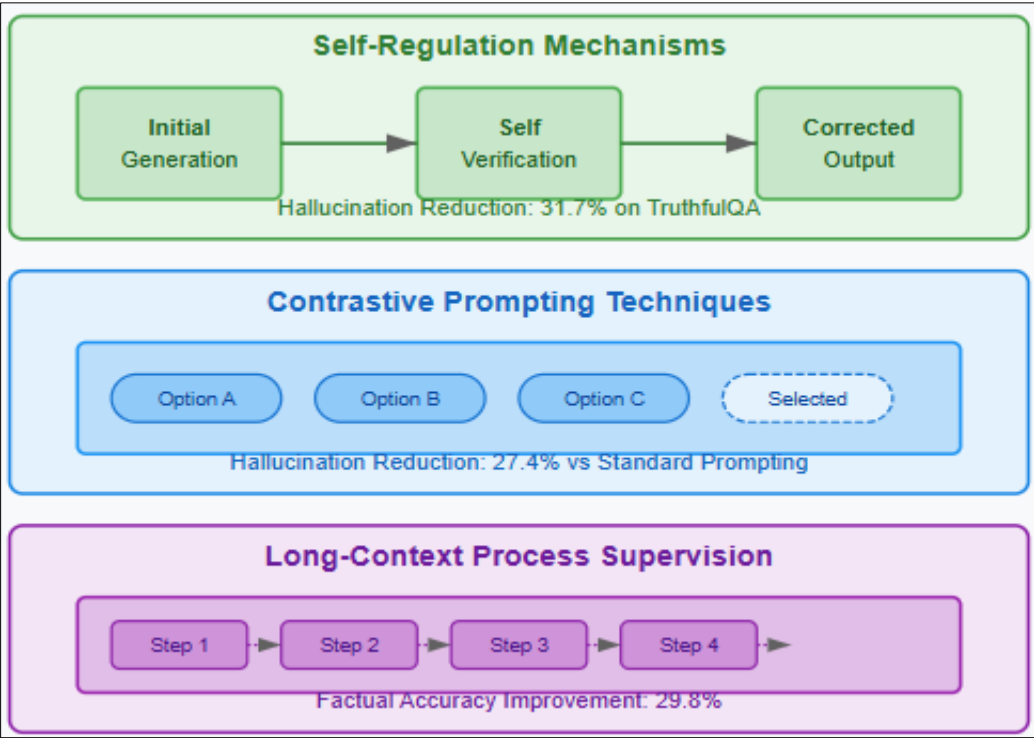 Self-Regulation Mechanisms
Initial
Generation
Self
Verification
Corrected
Output
Hallucination Reduction: 31.7% on TruthfulQA
Contrastive Prompting Techniques
Option A
Option B
Option C
Selected
Hallucination Reduction: 27.4% vs Standard Prompting
Long-Context Process Supervision
Step 1
Step 2
Step 3
Step 4
Factual Accuracy Improvement: 29.8%